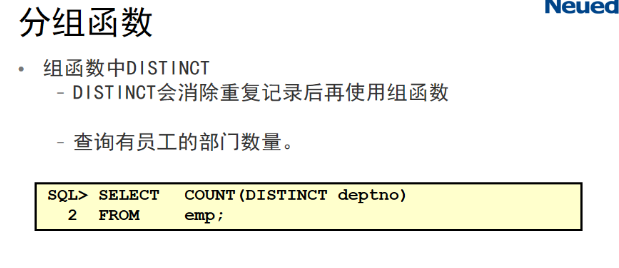 Neued
分组函数
• 组函数中DISTINCT
– DISTINCT会消除重复记录后再使用组函数
– 查询有员工的部门数量。
SQL> SELECT COUNT(DISTINCT deptno)
2 FROM emp;